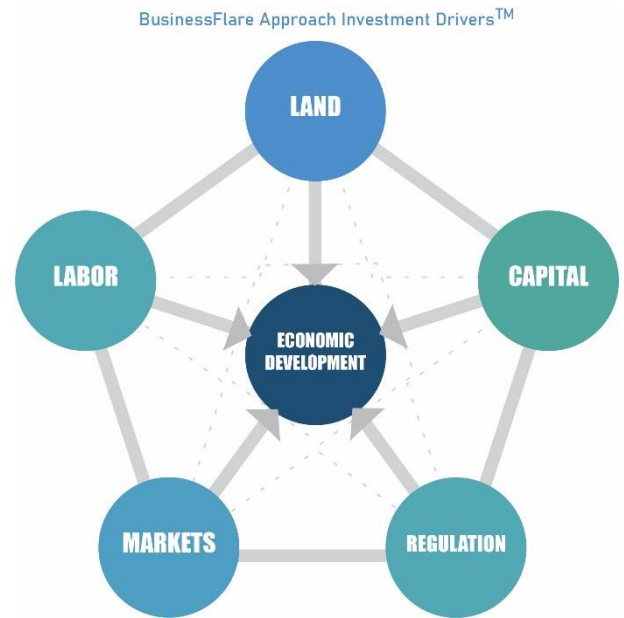 BusinessFlare Approach Investment Drivers™
LAND
LABOR
CAPITAL
ECONOMIC
DEVELOPMENT
MARKETS
REGULATION